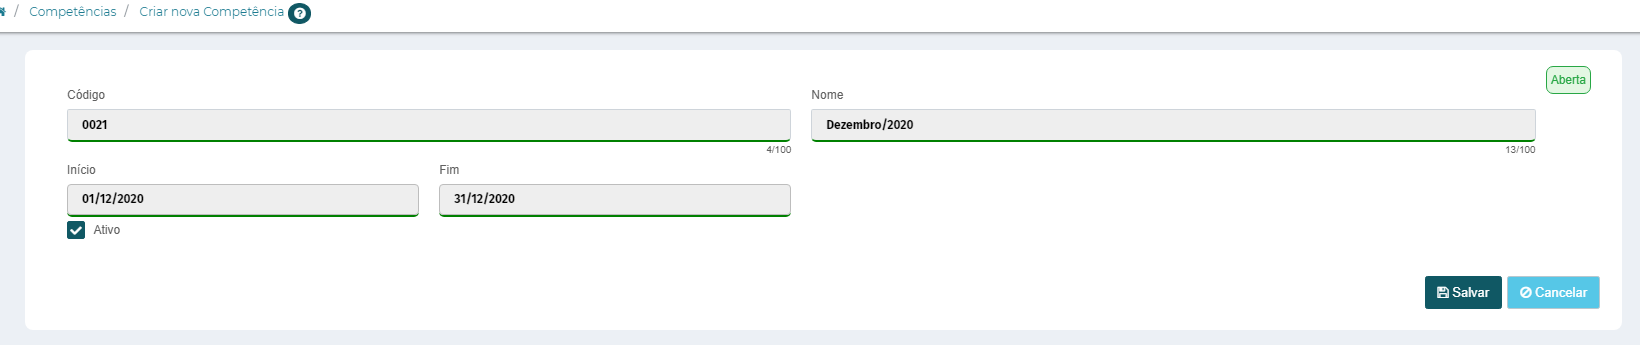 / Competências / Criar nova Competência ?
Aberta
Código
Nome
0021
Dezembro/2020
4/100
13/100
Início
Fim
01/12/2020
31/12/2020
Ativo
Salvar
Cancelar